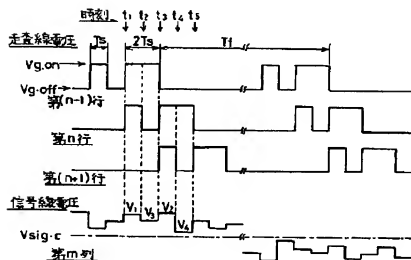 時刻 t₁ t₂ t₃ t₄ t₅
走査線電圧 Ts 2Ts Tf
Vg.on
Vg.off
第(n-1)行
第n行
第(n+1)行
信号線電圧 V₁ V₃ V₂ V₄
Vsig.c
第m列